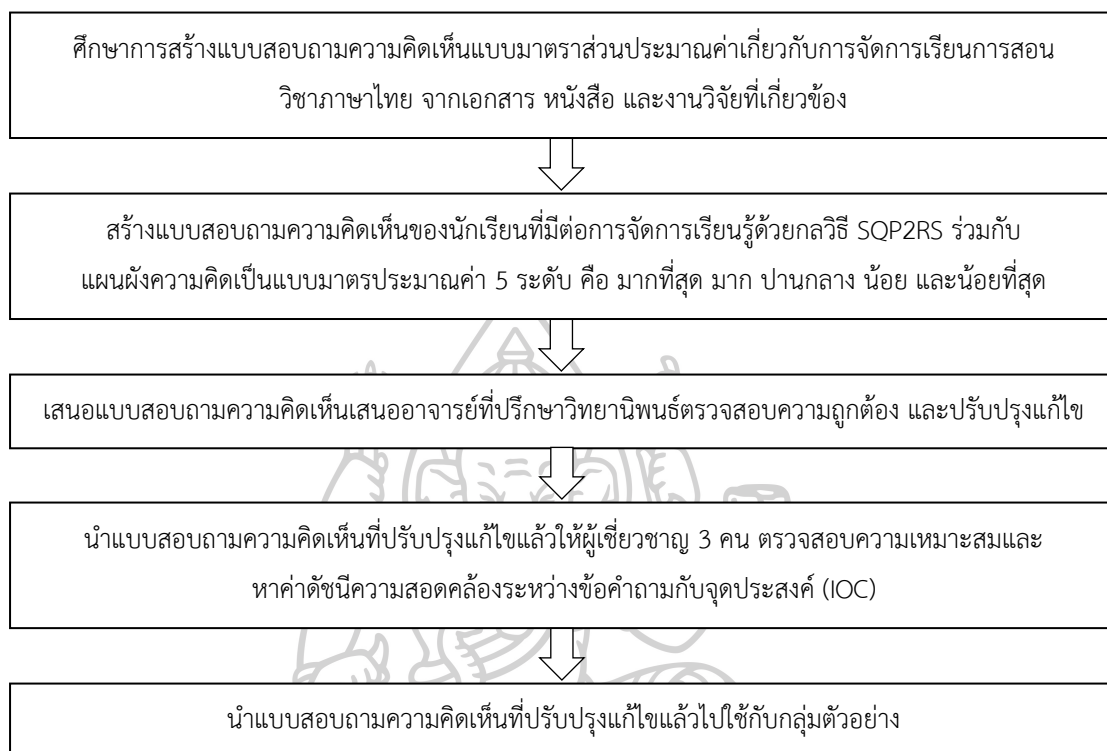 ศึกษาการสร้างแบบสอบถามความคิดเห็นแบบมาตราส่วนประมาณค่าเกี่ยวกับการจัดการเรียนการสอน
วิชาภาษาไทย จากเอกสาร หนังสือ และงานวิจัยที่เกี่ยวข้อง
สร้างแบบสอบถามความคิดเห็นของนักเรียนที่มีต่อการจัดการเรียนรู้ด้วยกลวิธี SQP2RS ร่วมกับ
แผนผังความคิดเป็นแบบมาตรประมาณค่า 5 ระดับ คือ มากที่สุด มาก ปานกลาง น้อย และน้อยที่สุด
เสนอแบบสอบถามความคิดเห็นเสนออาจารย์ที่ปรึกษาวิทยานิพนธ์ตรวจสอบความถูกต้อง และปรับปรุงแก้ไข
นำแบบสอบถามความคิดเห็นที่ปรับปรุงแก้ไขแล้วให้ผู้เชี่ยวชาญ 3 คน ตรวจสอบความเหมาะสมและ
หาค่าดัชนีความสอดคล้องระหว่างข้อคำถามกับจุดประสงค์ (IOC)
นำแบบสอบถามความคิดเห็นที่ปรับปรุงแก้ไขแล้วไปใช้กับกลุ่มตัวอย่าง